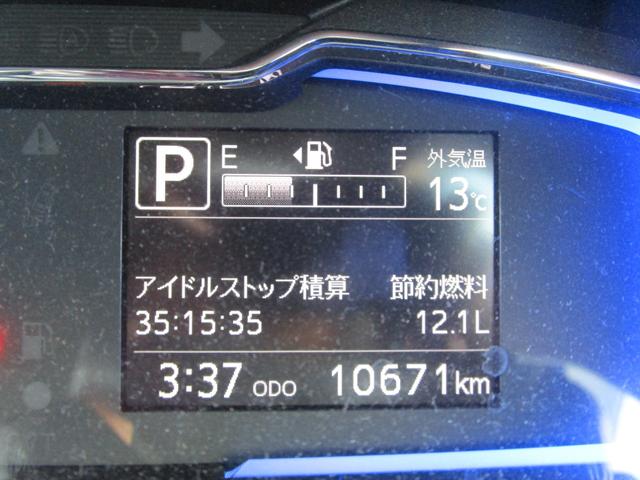 P E F 外気温
13℃
アイドルストップ積算 節約燃料
35:15:35 12.1L
3:37 ODO 10671km